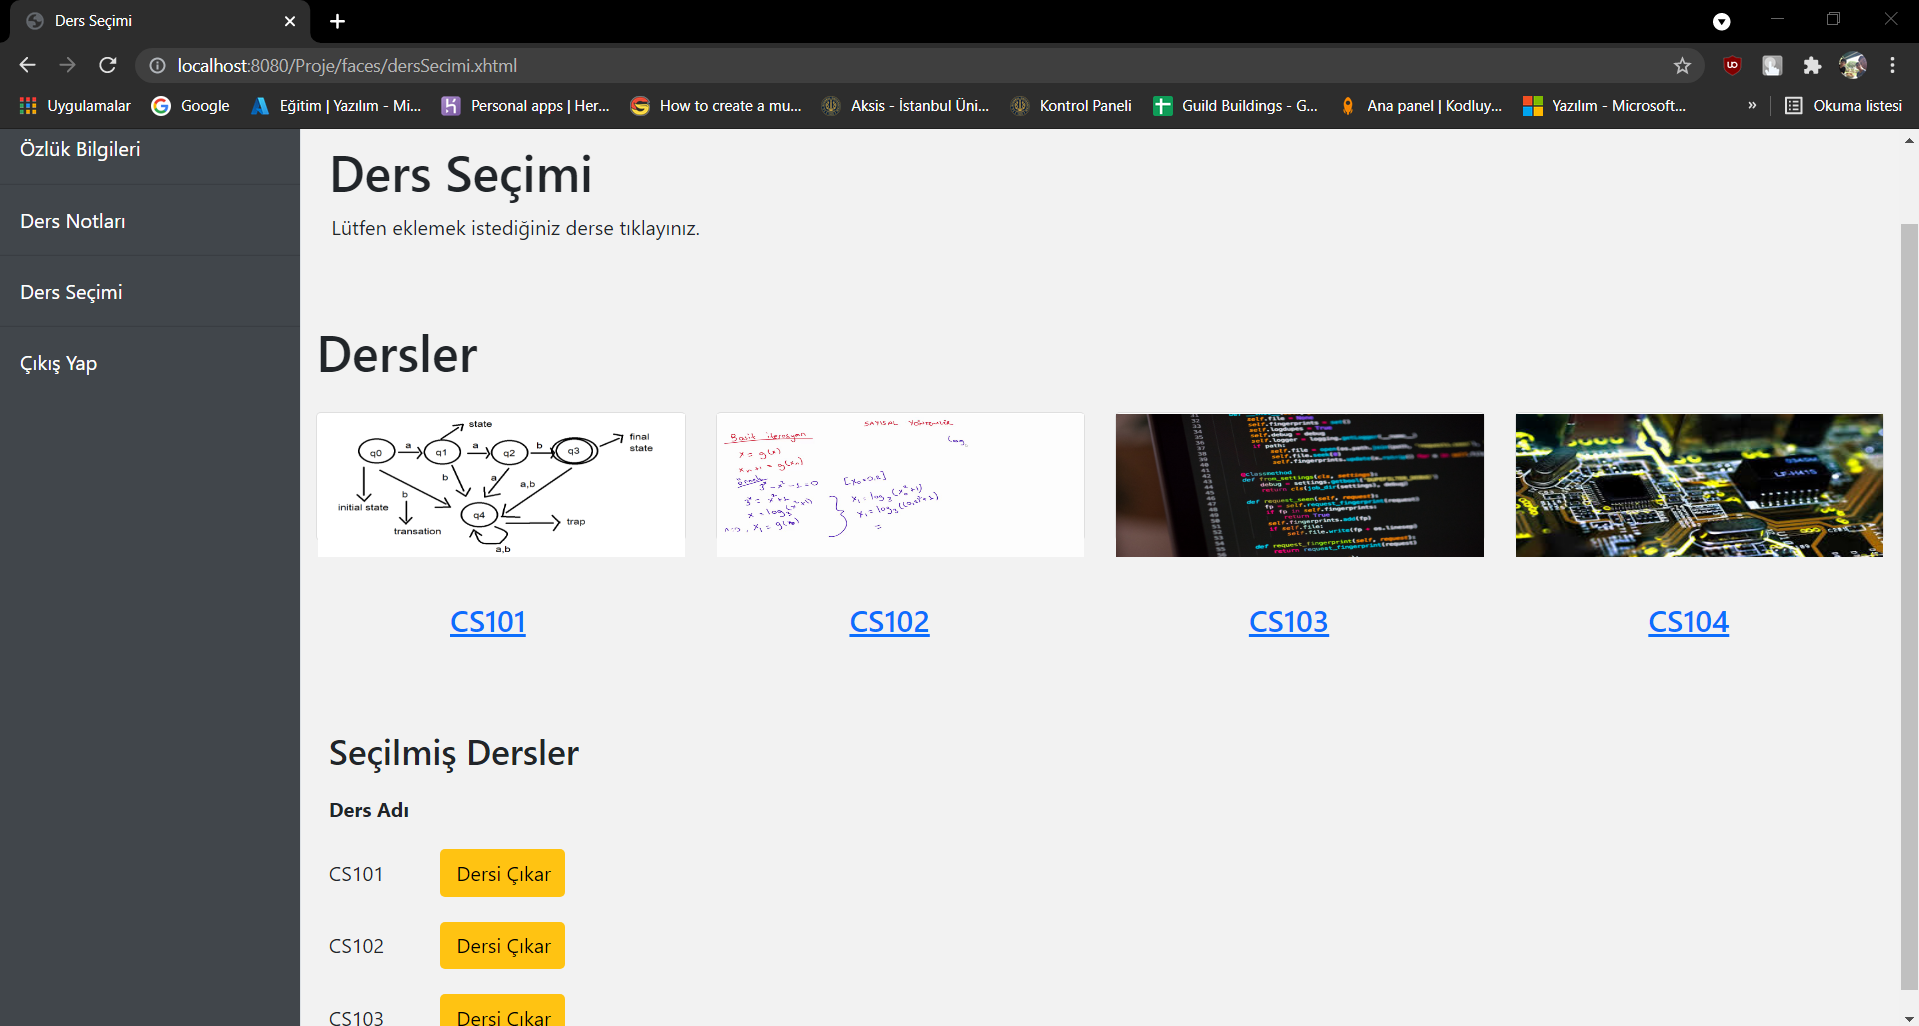 Ders Seçimi
localhost:8080/Proje/faces/dersSecimi.xhtml
Uygulamalar Google Eğitim | Yazılım - Mi... Personal apps | Her... How to create a mu... Aksis - İstanbul Üni... Kontrol Paneli Guild Buildings - G... Ana panel | Kodluy... Yazılım - Microsoft... » Okuma listesi
Özlük Bilgileri
Ders Notları
Ders Seçimi
Çıkış Yap
Ders Seçimi
Lütfen eklemek istediğiniz derse tıklayınız.
Dersler
state
final
state
q0 a q1 a q2 b q3
b b a a,b
initial state
b
transation
q4
trap
a,b
SAYISAL YÖNTEMLER
Basit iterasyon
x = g(x)
CS101
CS102
CS103
CS104
Seçilmiş Dersler
Ders Adı
CS101 Dersi Çıkar
CS102 Dersi Çıkar
CS103 Dersi Çıkar